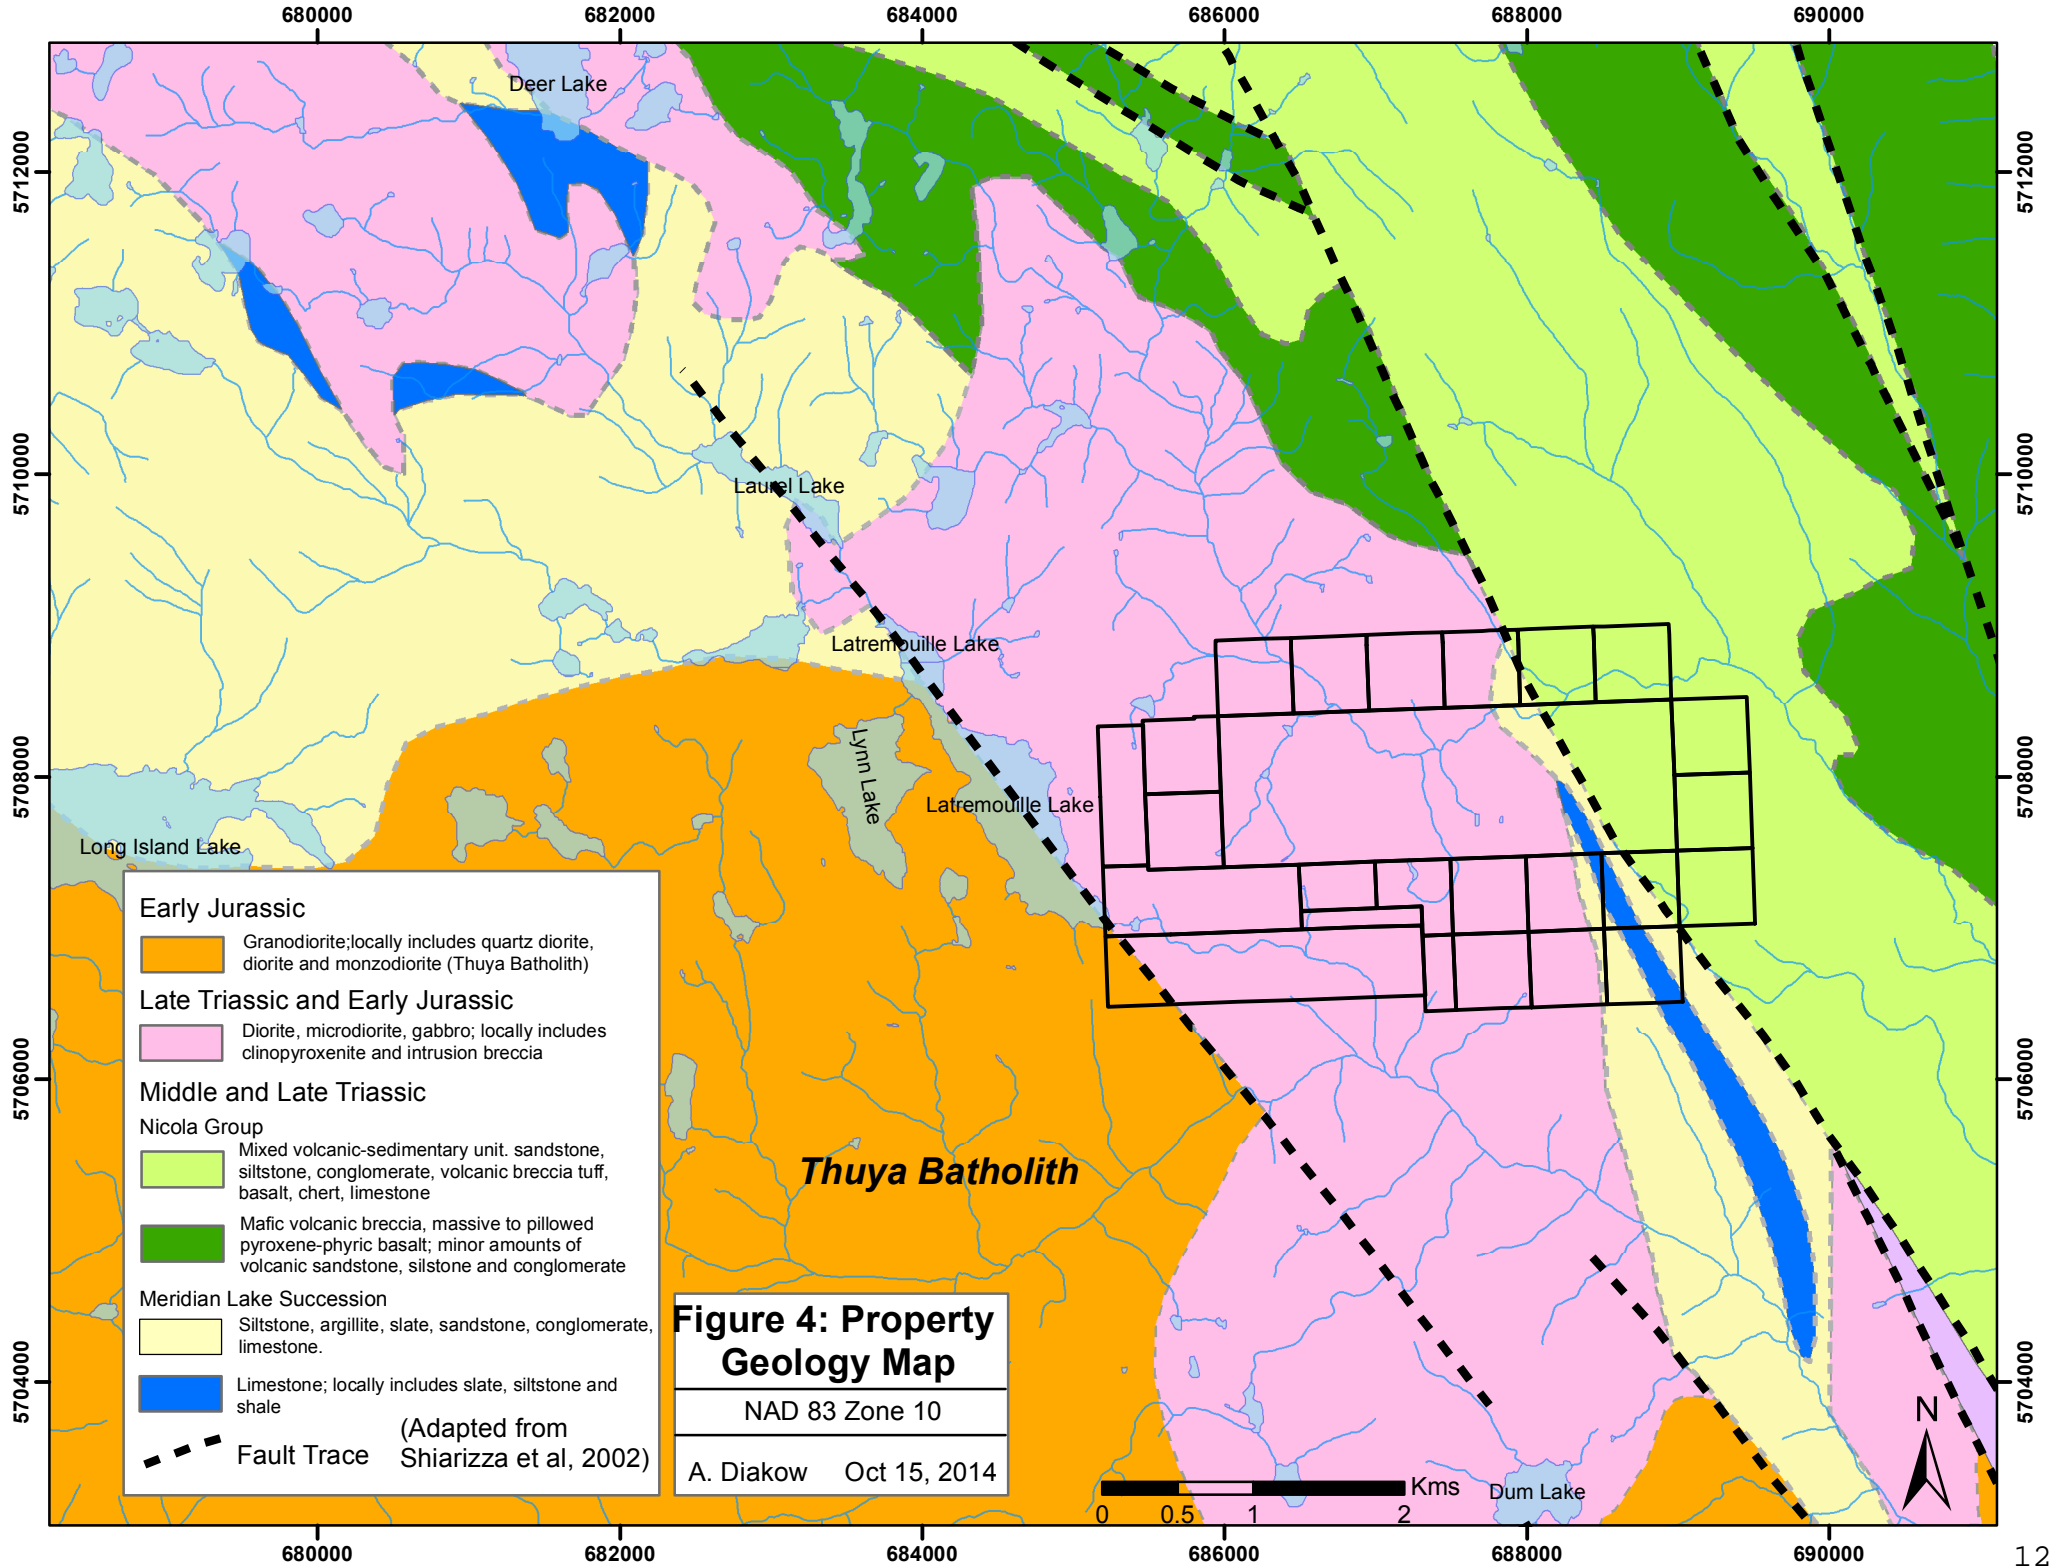 680000 682000 684000 686000 688000 690000
Deer Lake
5712000 5712000
5710000 5710000
Laurel Lake
Latremouille Lake
Lynn Lake
5708000 5708000
Latremouille Lake
Long Island Lake
Early Jurassic
Granodiorite;locally includes quartz diorite,
diorite and monzodiorite (Thuya Batholith)
Late Triassic and Early Jurassic
Diorite, microdiorite, gabbro; locally includes
clinopyroxenite and intrusion breccia
5706000 5706000
Middle and Late Triassic
Nicola Group
Mixed volcanic-sedimentary unit. sandstone,
siltstone, conglomerate, volcanic breccia tuff,
basalt, chert, limestone
Thuya Batholith
Mafic volcanic breccia, massive to pillowed
pyroxene-phyric basalt; minor amounts of
volcanic sandstone, silstone and conglomerate
Meridian Lake Succession
Siltstone, argillite, slate, sandstone, conglomerate,
limestone.
Limestone; locally includes slate, siltstone and
shale
5704000 5704000
Fault Trace
(Adapted from
Shiarizza et al, 2002)
Figure 4: Property
Geology Map
NAD 83 Zone 10
A. Diakow Oct 15, 2014
N
Kms
0 0.5 1 2
Dum Lake
680000 682000 684000 686000 688000 690000
12